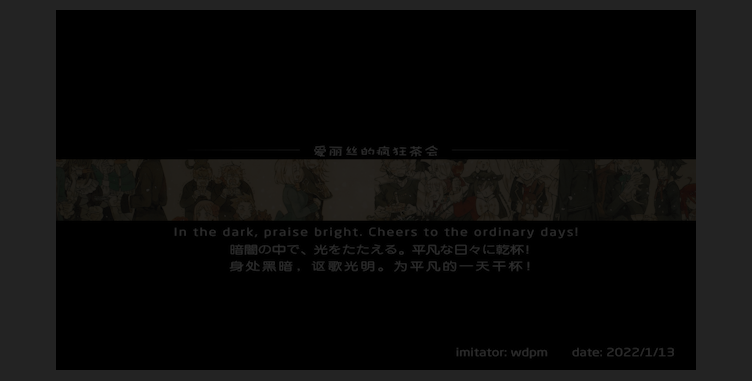 爱丽丝的疯狂茶会
In the dark, praise bright. Cheers to the ordinary days!
暗闇の中で、光をたたえる。平凡な日々に乾杯!
身处黑暗，讴歌光明。为平凡的一天干杯!
imitator: wdpm date: 2022/1/13